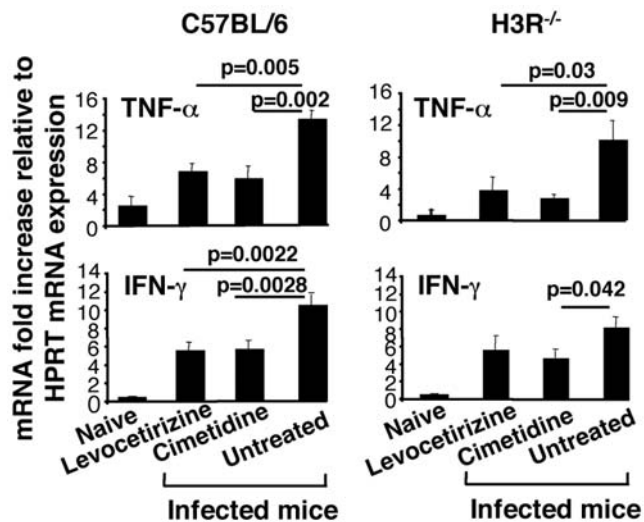 C57BL/6 H3R-/-
mRNA fold increase relative to
HPRT mRNA expression
p=0.005
p=0.002
TNF-α
16
12
8
4
0
p=0.03
p=0.009
TNF-α
16
12
8
4
0
p=0.0022
p=0.0028
IFN-γ
14
12
10
8
6
4
2
0
IFN-γ
p=0.042
14
12
10
8
6
4
2
0
Naive
Levocetirizine
Cimetidine
Untreated
Infected mice
Naive
Levocetirizine
Cimetidine
Untreated
Infected mice